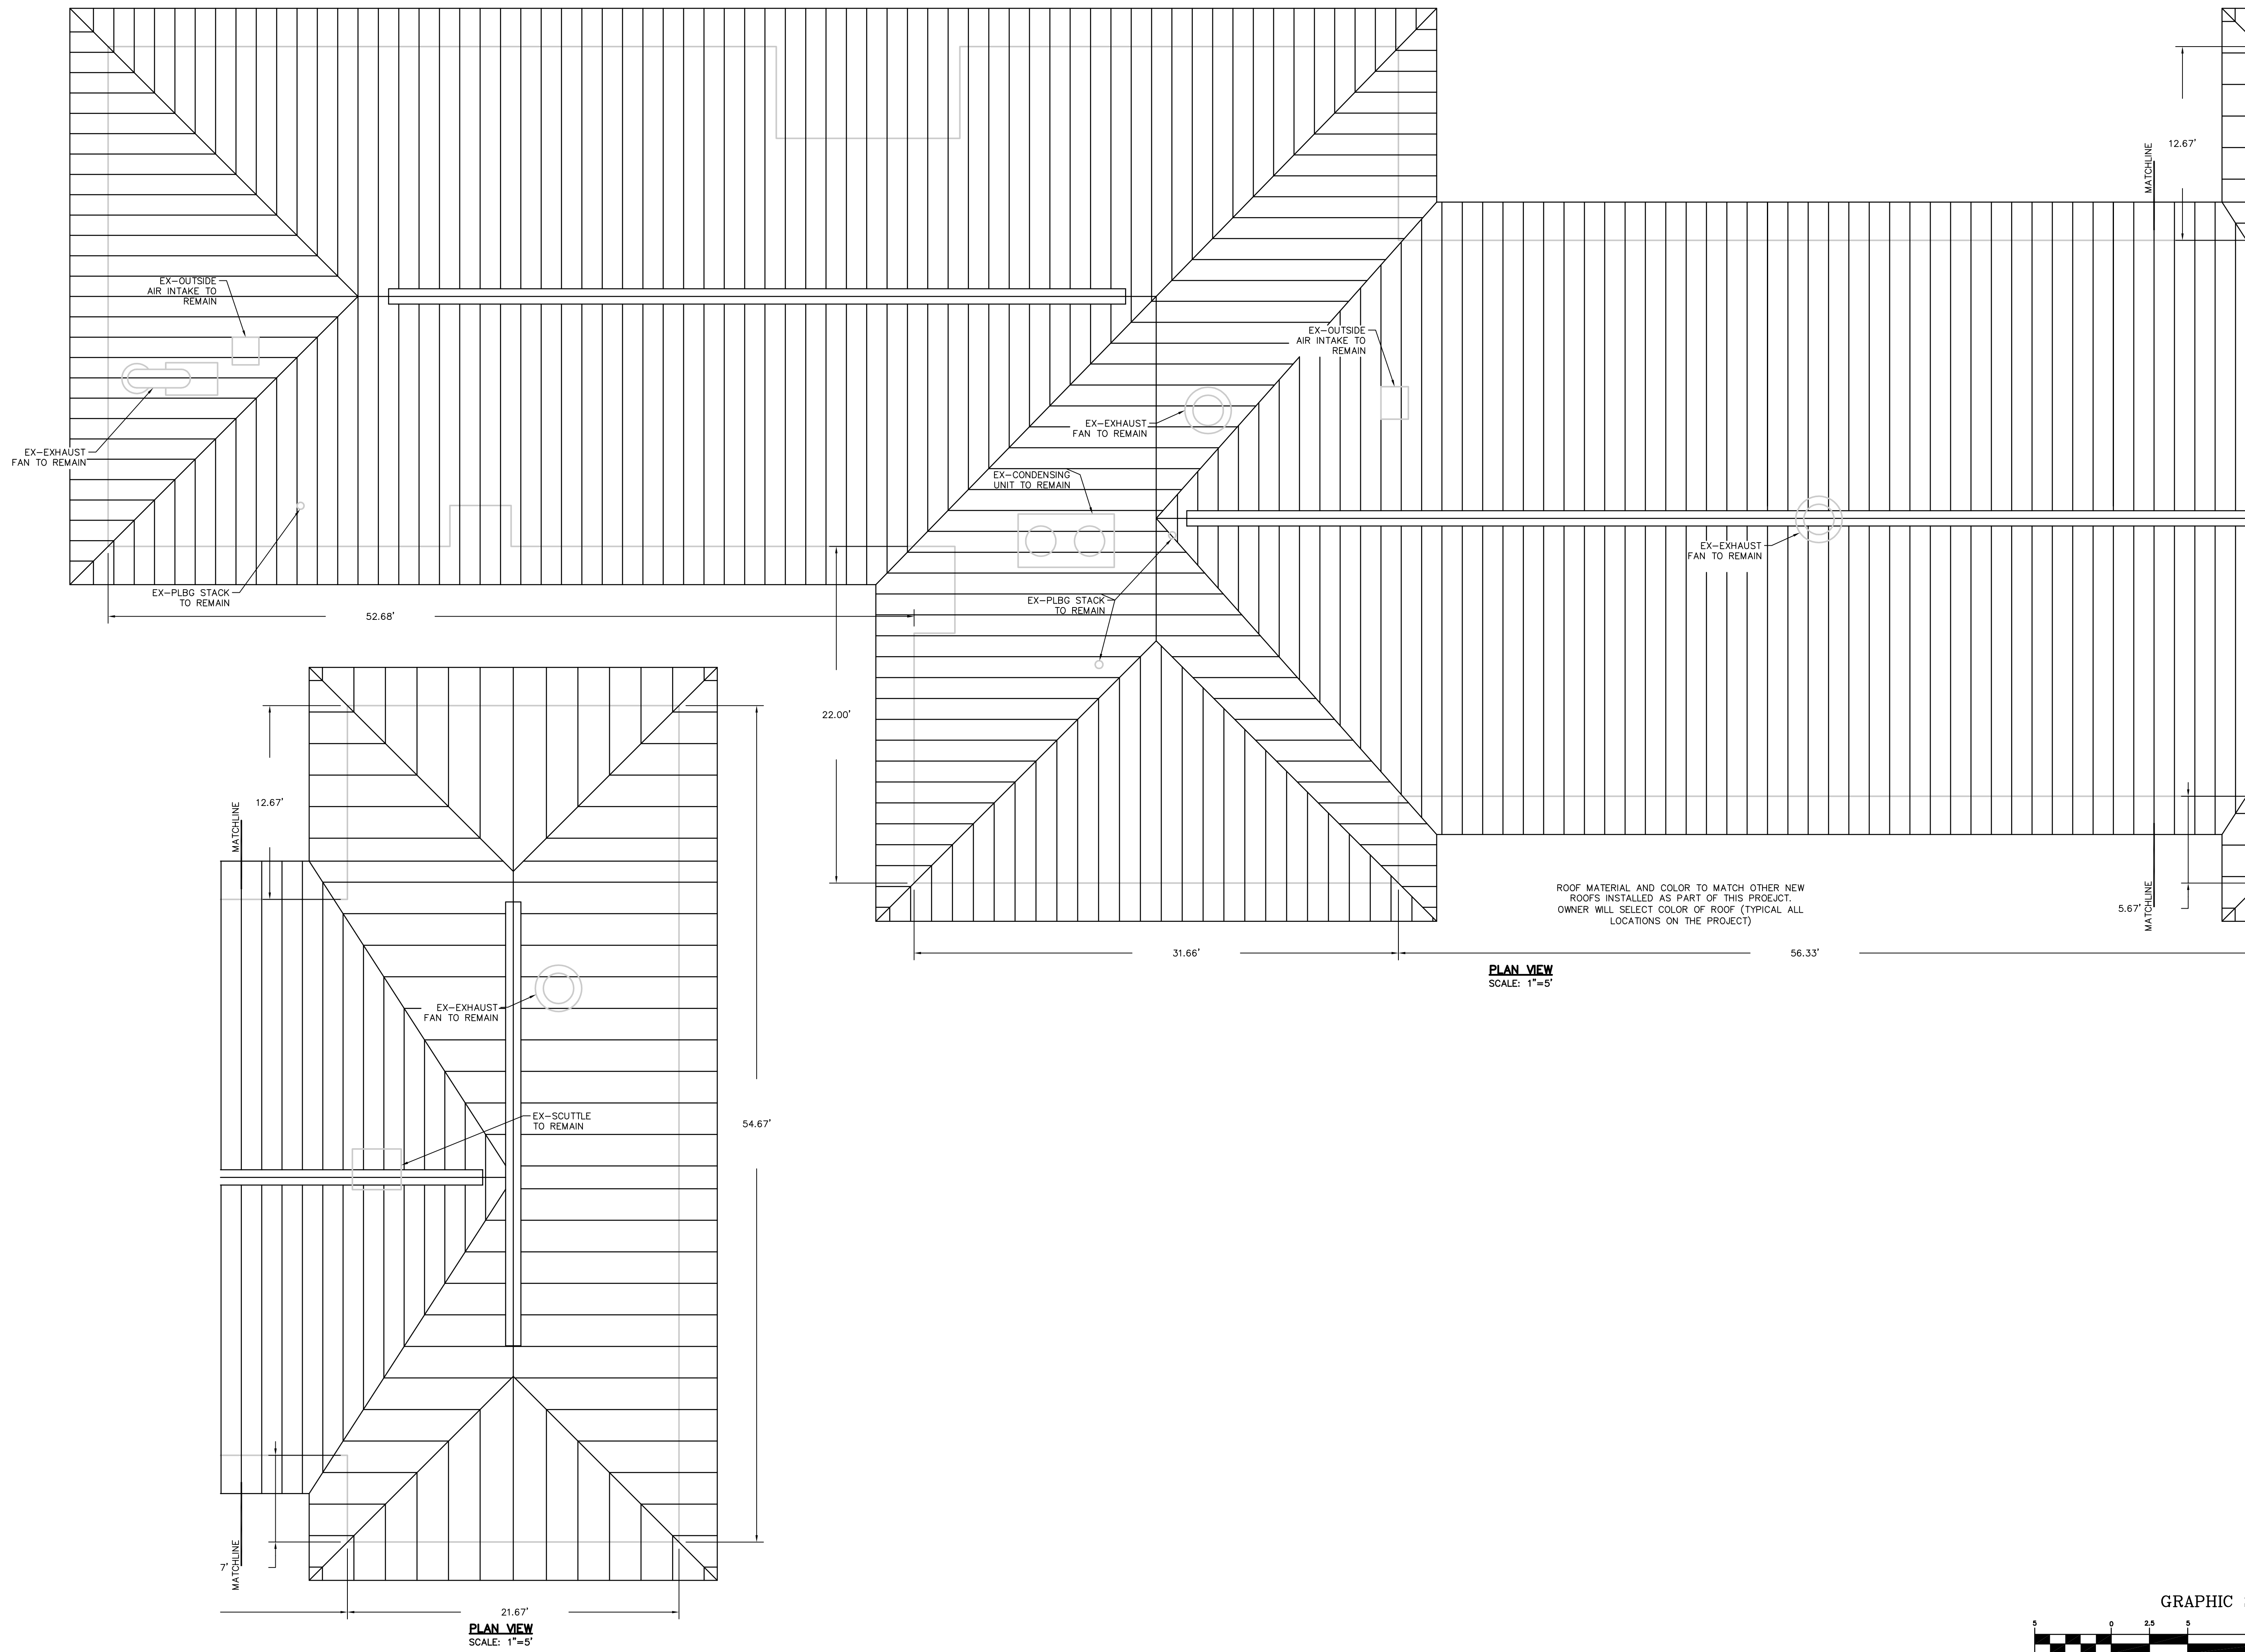 EX-OUTSIDE
AIR INTAKE TO
REMAIN
EX-EXHAUST
FAN TO REMAIN
EX-PLBG STACK
TO REMAIN
52.68'
EX-OUTSIDE
AIR INTAKE TO
REMAIN
EX-EXHAUST
FAN TO REMAIN
EX-CONDENSING
UNIT TO REMAIN
EX-PLBG STACK
TO REMAIN
22.00'
EX-EXHAUST
FAN TO REMAIN
MATCHLINE
12.67'
MATCHLINE
5.67'
ROOF MATERIAL AND COLOR TO MATCH OTHER NEW
ROOFS INSTALLED AS PART OF THIS PROEJCT.
OWNER WILL SELECT COLOR OF ROOF (TYPICAL ALL
LOCATIONS ON THE PROJECT)
31.66'
56.33'
PLAN VIEW
SCALE: 1"=5'
12.67'
MATCHLINE
EX-EXHAUST
FAN TO REMAIN
EX-SCUTTLE
TO REMAIN
54.67'
7'
MATCHLINE
21.67'
PLAN VIEW
SCALE: 1"=5'
GRAPHIC
5 0 2.5 5